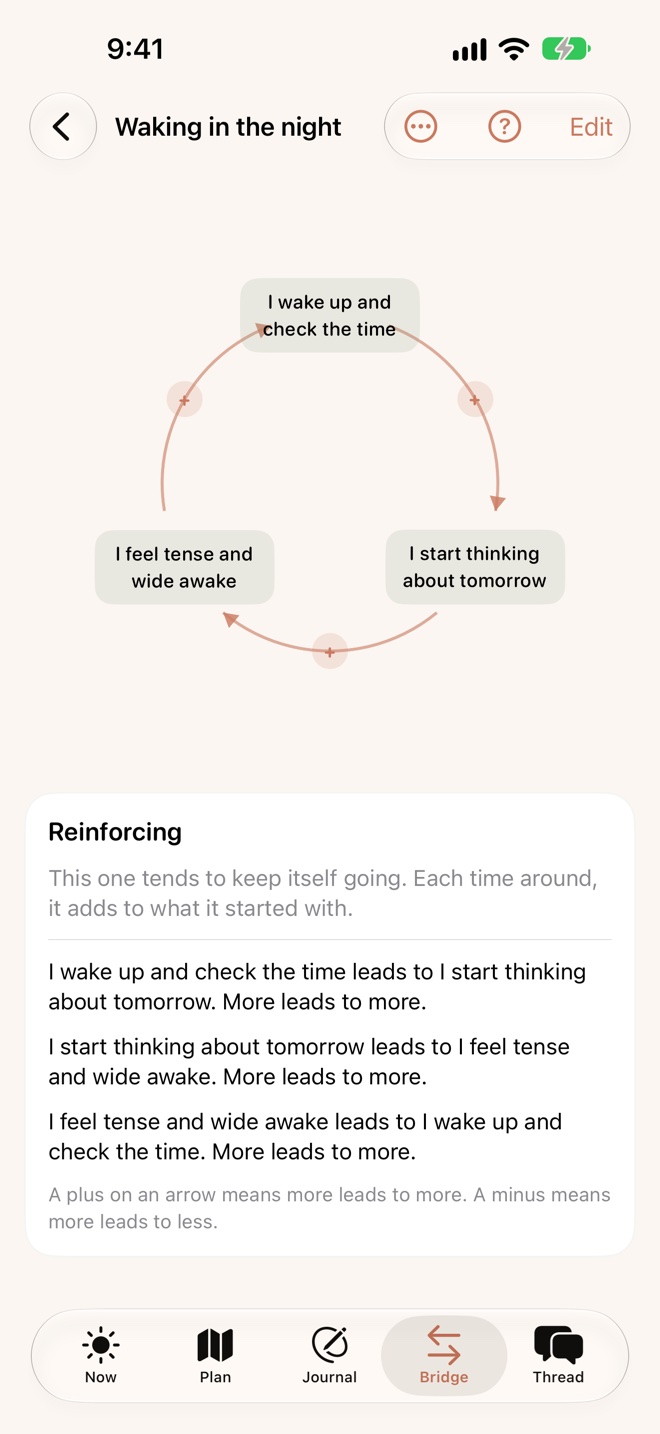 9:41
Waking in the night
Edit
I wake up and
check the time
+
+
I feel tense and
wide awake
I start thinking
about tomorrow
+
Reinforcing
This one tends to keep itself going. Each time around,
it adds to what it started with.
I wake up and check the time leads to I start thinking
about tomorrow. More leads to more.
I start thinking about tomorrow leads to I feel tense
and wide awake. More leads to more.
I feel tense and wide awake leads to I wake up and
check the time. More leads to more.
A plus on an arrow means more leads to more. A minus means
more leads to less.
Now
Plan
Journal
Bridge
Thread